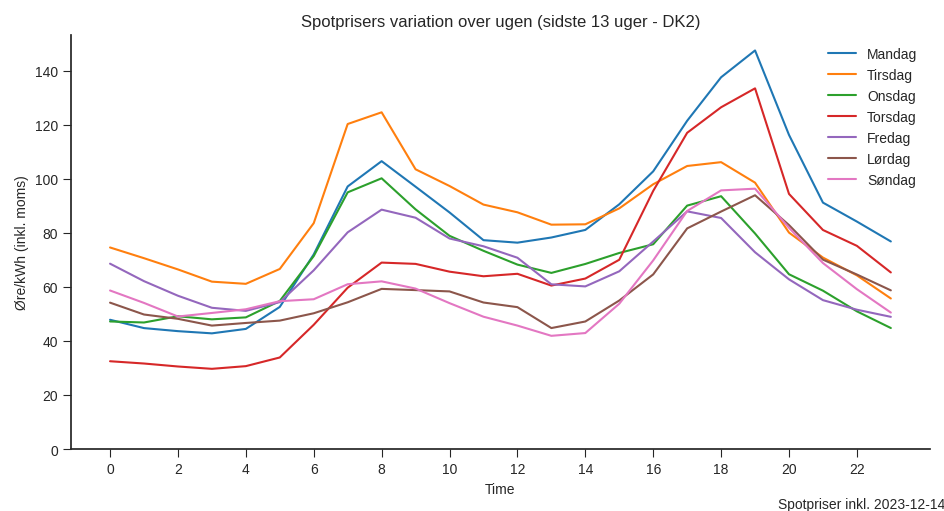 Spotprisers variation over ugen (sidste 13 uger - DK2)
Mandag
Tirsdag
Onsdag
Torsdag
Fredag
Lørdag
Søndag
Øre/kWh (inkl. moms)
140
120
100
80
60
40
20
0
0 2 4 6 8 10 12 14 16 18 20 22
Time
Spotpriser inkl. 2023-12-14